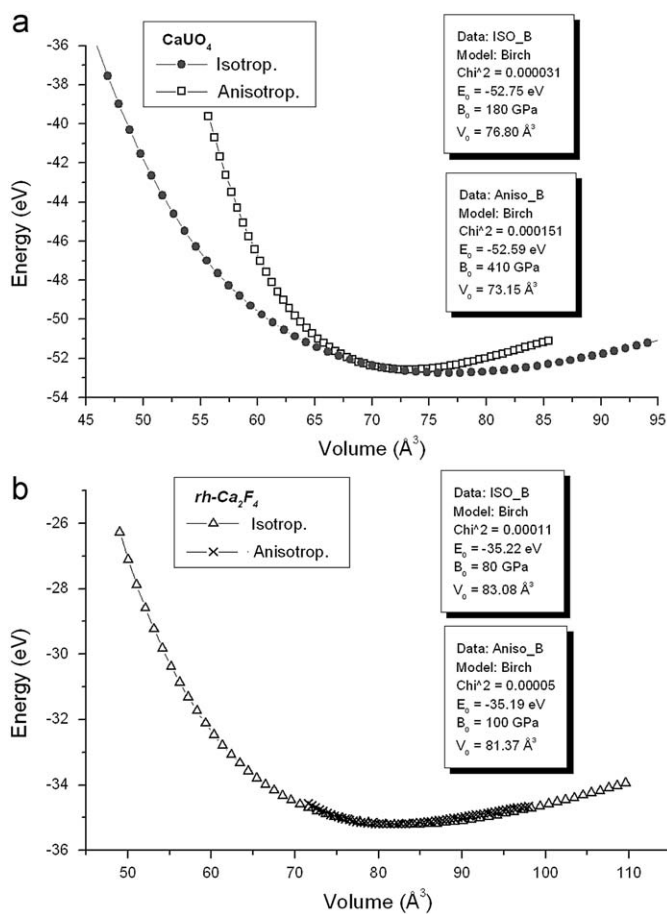 a
CaUO₄
Isotrop.
Anisotrop.
Data: ISO_B
Model: Birch
Chi^2 = 0.000031
E₀ = -52.75 eV
B₀ = 180 GPa
V₀ = 76.80 Å³
Data: Aniso_B
Model: Birch
Chi^2 = 0.000151
E₀ = -52.59 eV
B₀ = 410 GPa
V₀ = 73.15 Å³
Energy (eV)
-36
-38
-40
-42
-44
-46
-48
-50
-52
-54
45 50 55 60 65 70 75 80 85 90 95
Volume (Å³)
b
rh-Ca₂F₄
Isotrop.
Anisotrop.
Data: ISO_B
Model: Birch
Chi^2 = 0.00011
E₀ = -35.22 eV
B₀ = 80 GPa
V₀ = 83.08 Å³
Data: Aniso_B
Model: Birch
Chi^2 = 0.00005
E₀ = -35.19 eV
B₀ = 100 GPa
V₀ = 81.37 Å³
Energy (eV)
-26
-28
-30
-32
-34
-36
50 60 70 80 90 100 110
Volume (Å³)